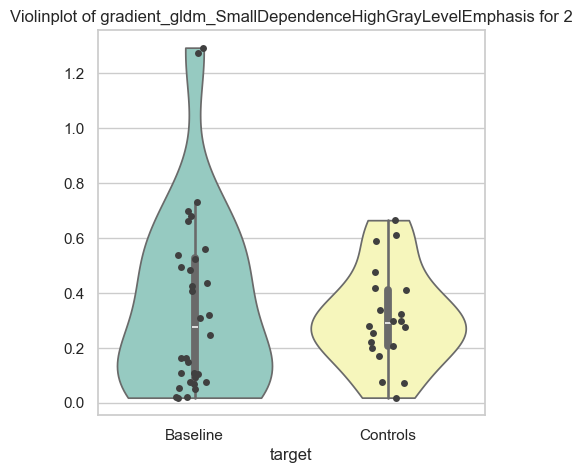 Violinplot of gradient_gldm_SmallDependenceHighGrayLevelEmphasis for 2
1.2
1.0
0.8
0.6
0.4
0.2
0.0
Baseline
Controls
target